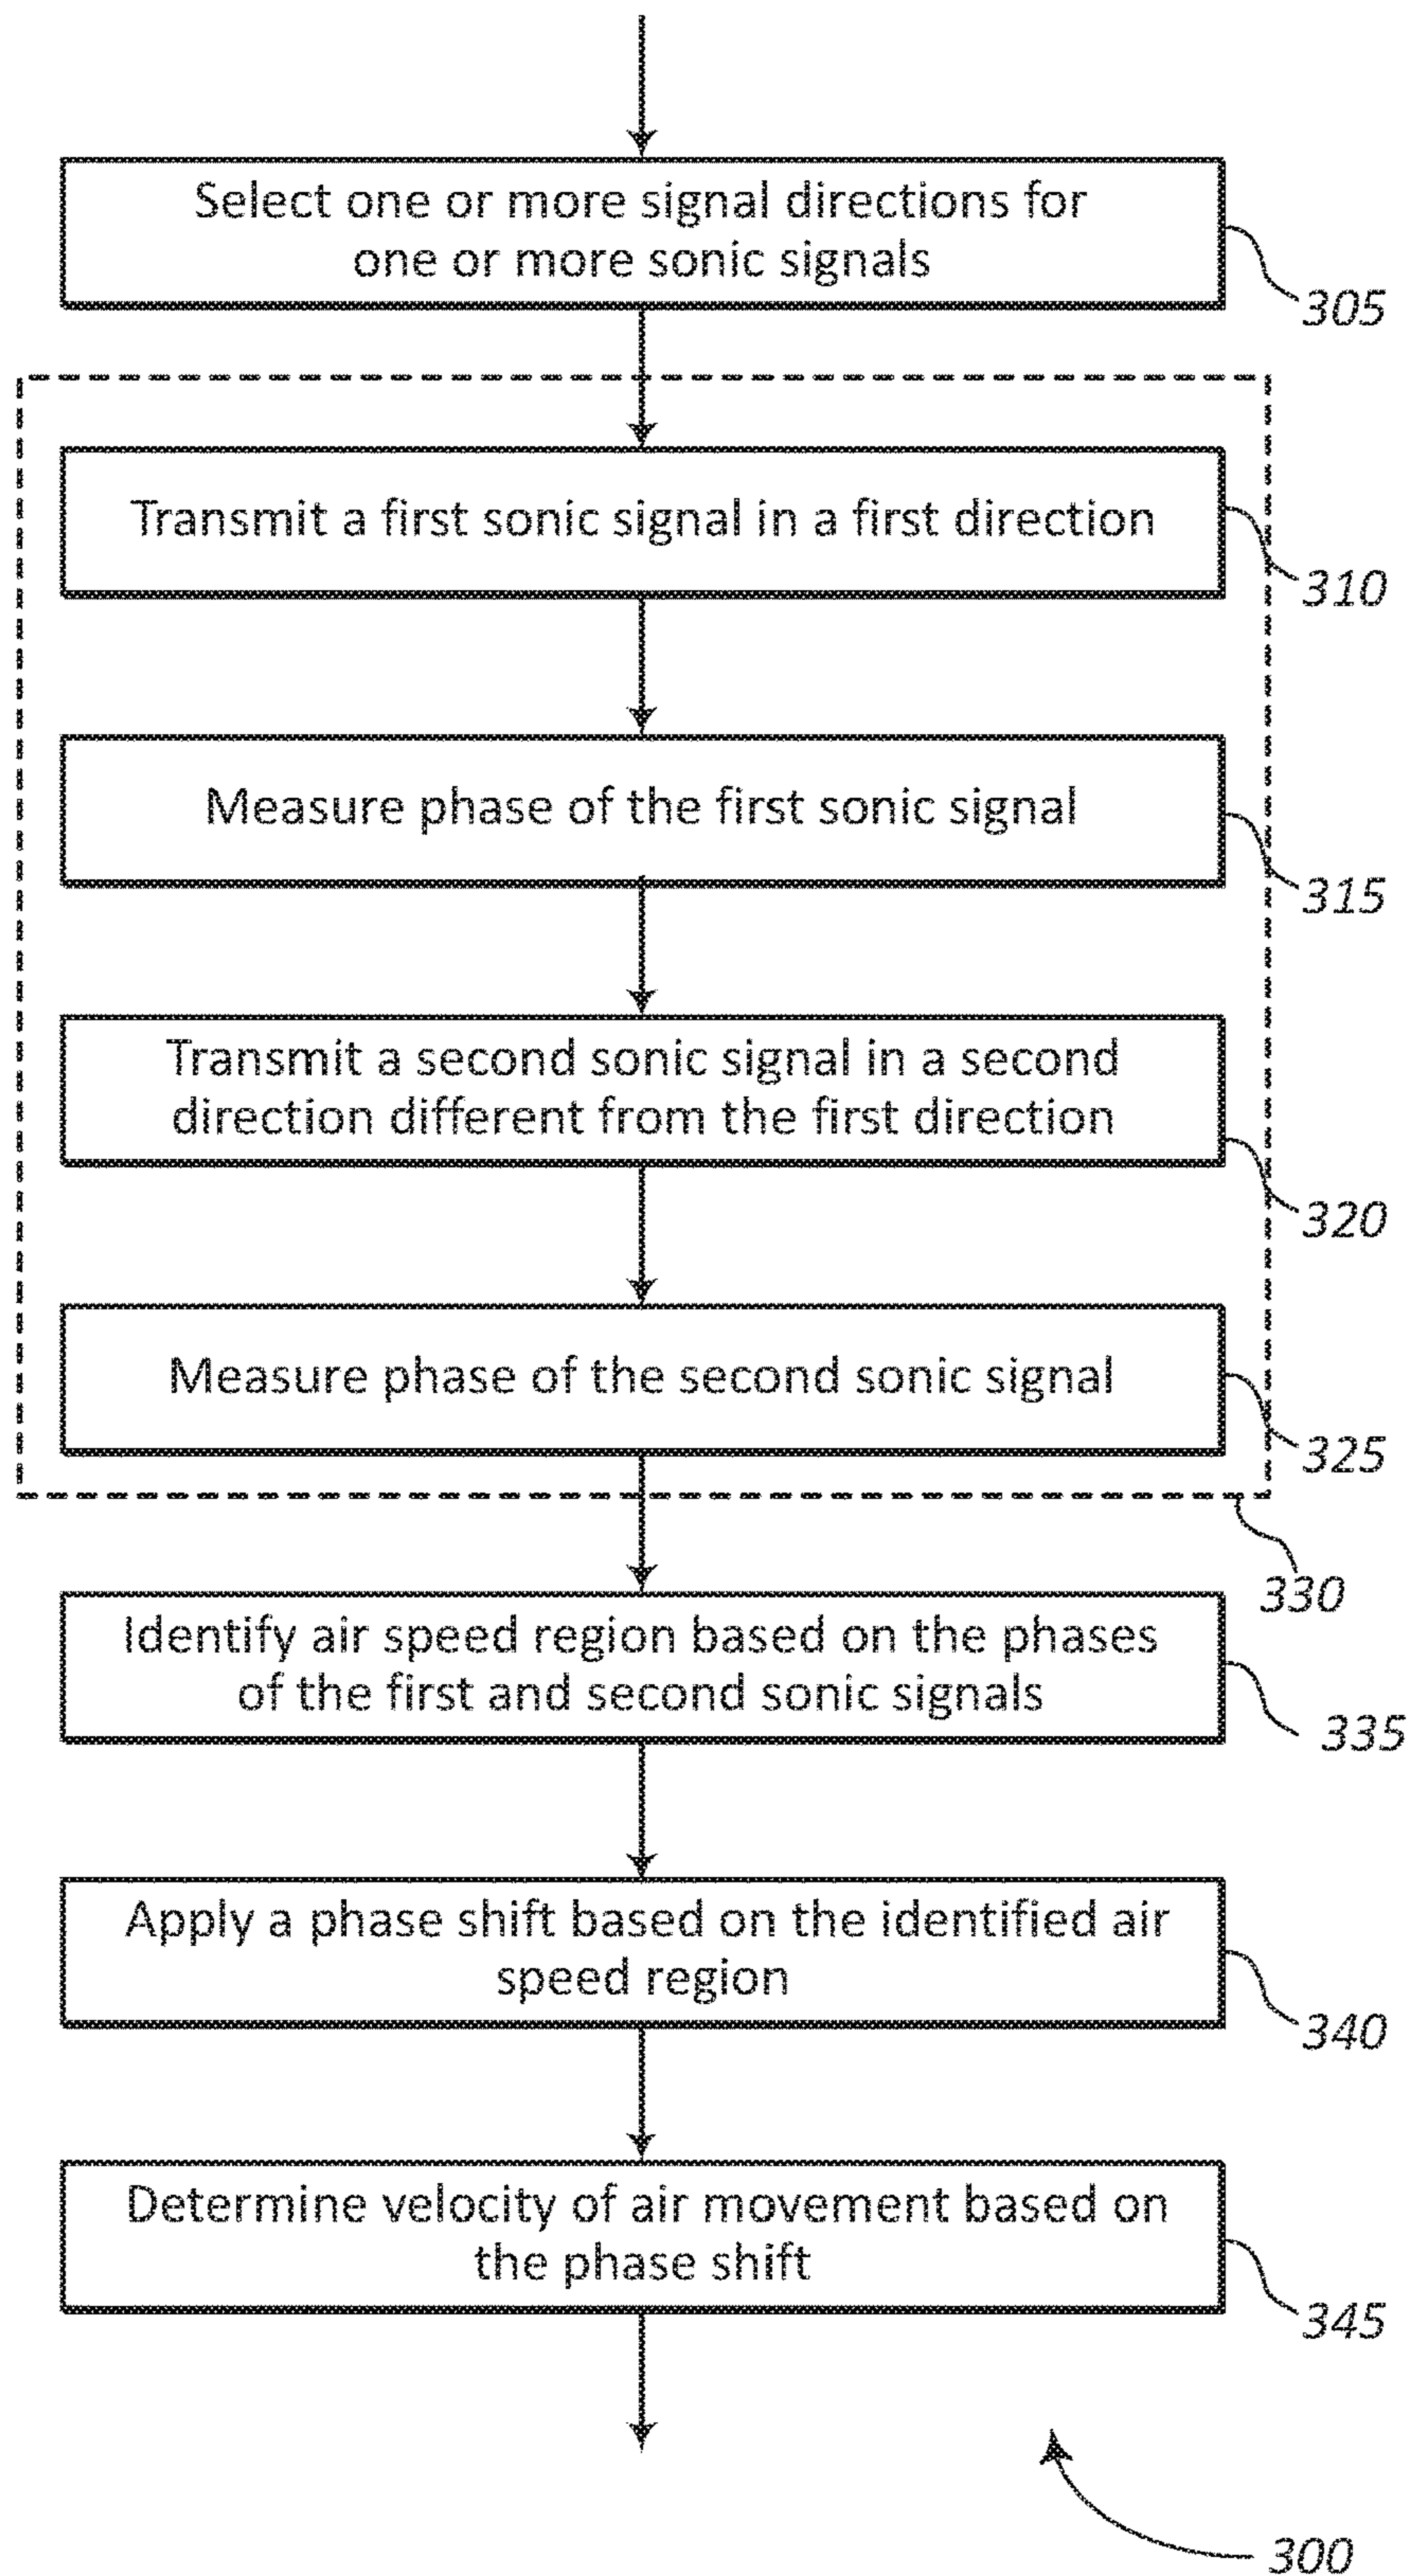 Select one or more signal directions for
one or more sonic signals
305
Transmit a first sonic signal in a first direction
310
Measure phase of the first sonic signal
315
Transmit a second sonic signal in a second
direction different from the first direction
320
Measure phase of the second sonic signal
325
330
Identify air speed region based on the phases
of the first and second sonic signals
335
Apply a phase shift based on the identified air
speed region
340
Determine velocity of air movement based on
the phase shift
345
300